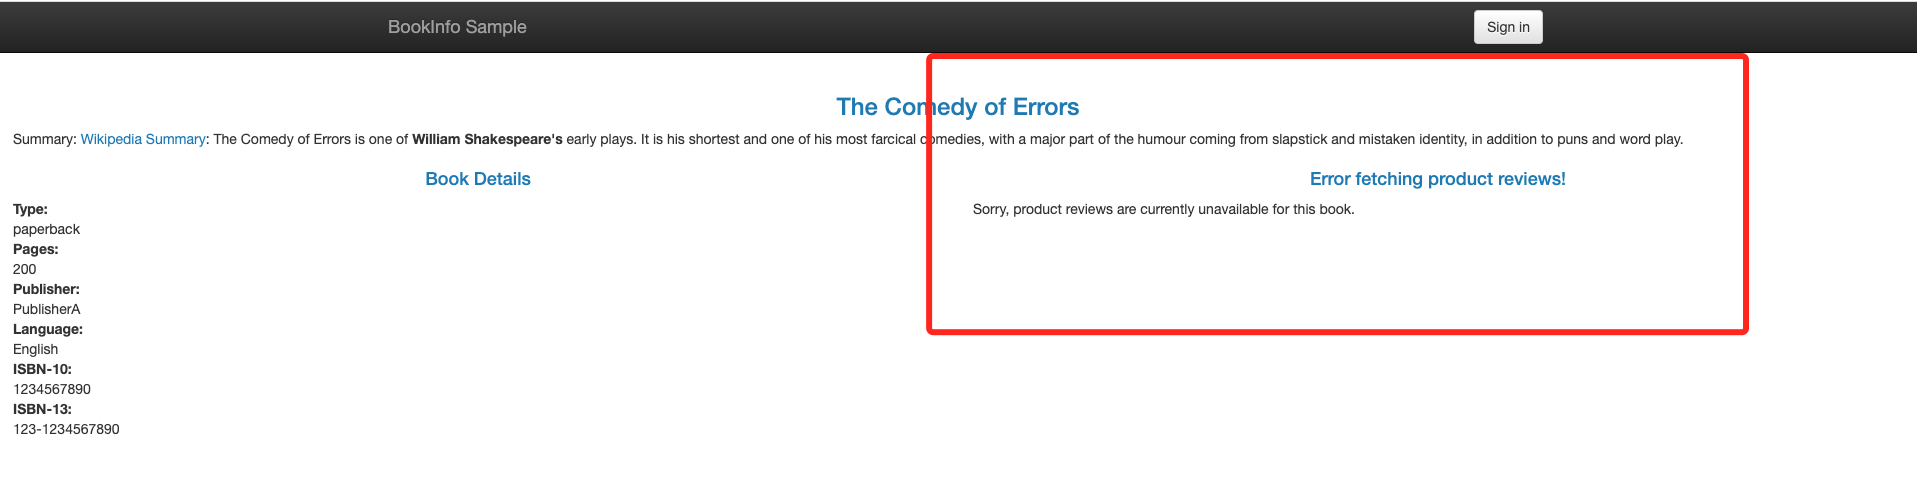 BookInfo Sample
Sign in
The Comedy of Errors
Summary: Wikipedia Summary: The Comedy of Errors is one of William Shakespeare's early plays. It is his shortest and one of his most farcical comedies, with a major part of the humour coming from slapstick and mistaken identity, in addition to puns and word play.
Book Details
Type:
paperback
Pages:
200
Publisher:
PublisherA
Language:
English
ISBN-10:
1234567890
ISBN-13:
123-1234567890
Error fetching product reviews!
Sorry, product reviews are currently unavailable for this book.